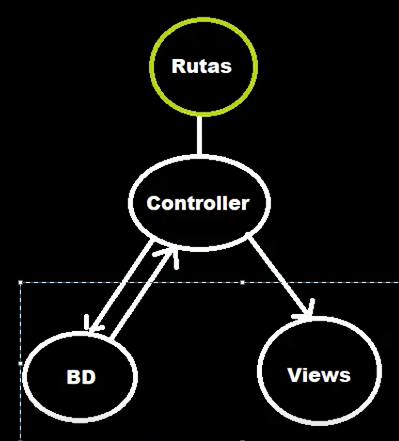 Rutas
Controller
BD
Views